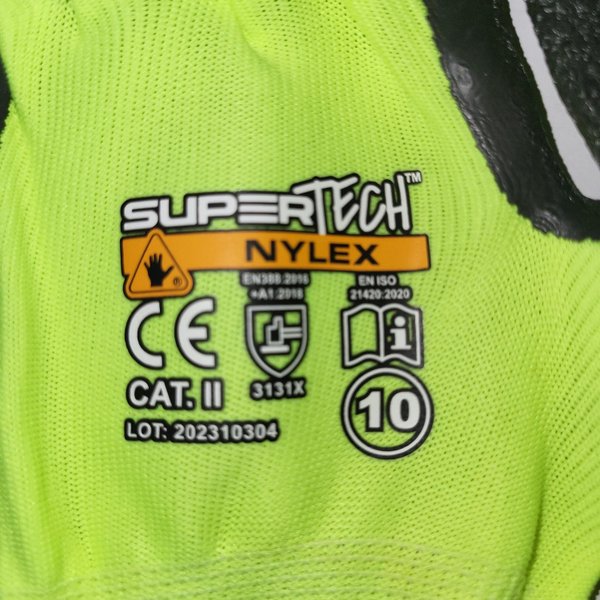 SUPERTECH™
NYLEX
®
EN388:2016
+A1:2018
EN ISO
21420:2020
CE
i
CAT. II
3131X
10
LOT: 202310304